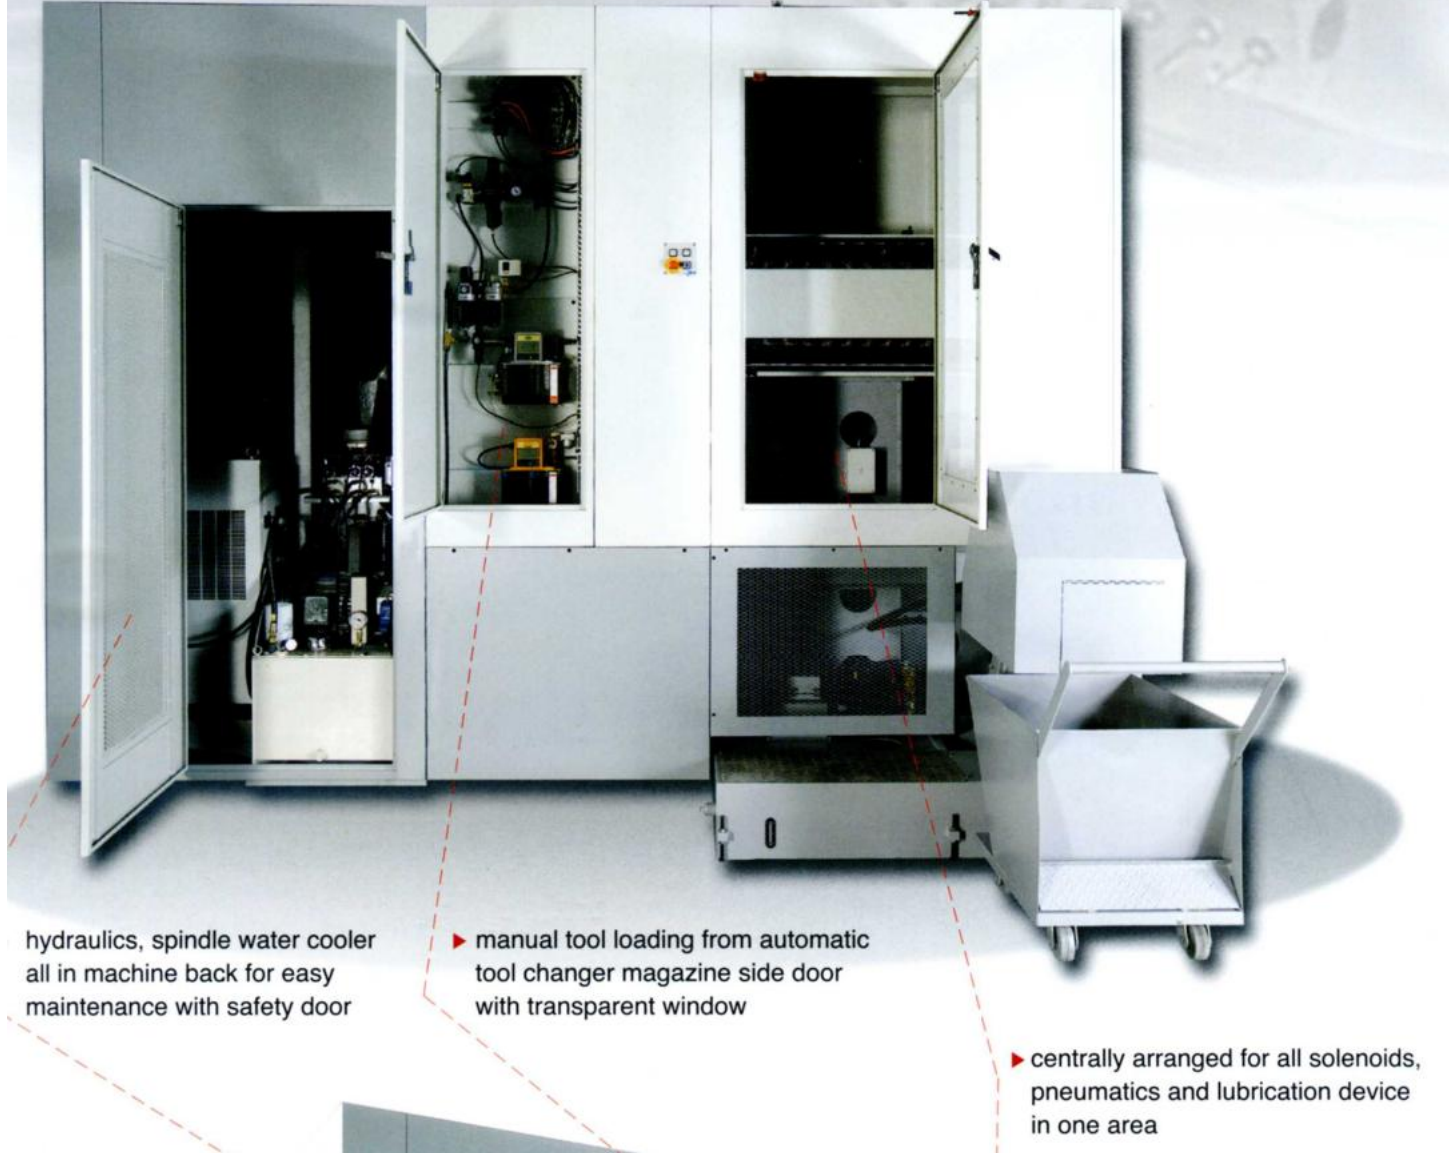 hydraulics, spindle water cooler
all in machine back for easy
maintenance with safety door
manual tool loading from automatic
tool changer magazine side door
with transparent window
centrally arranged for all solenoids,
pneumatics and lubrication device
in one area